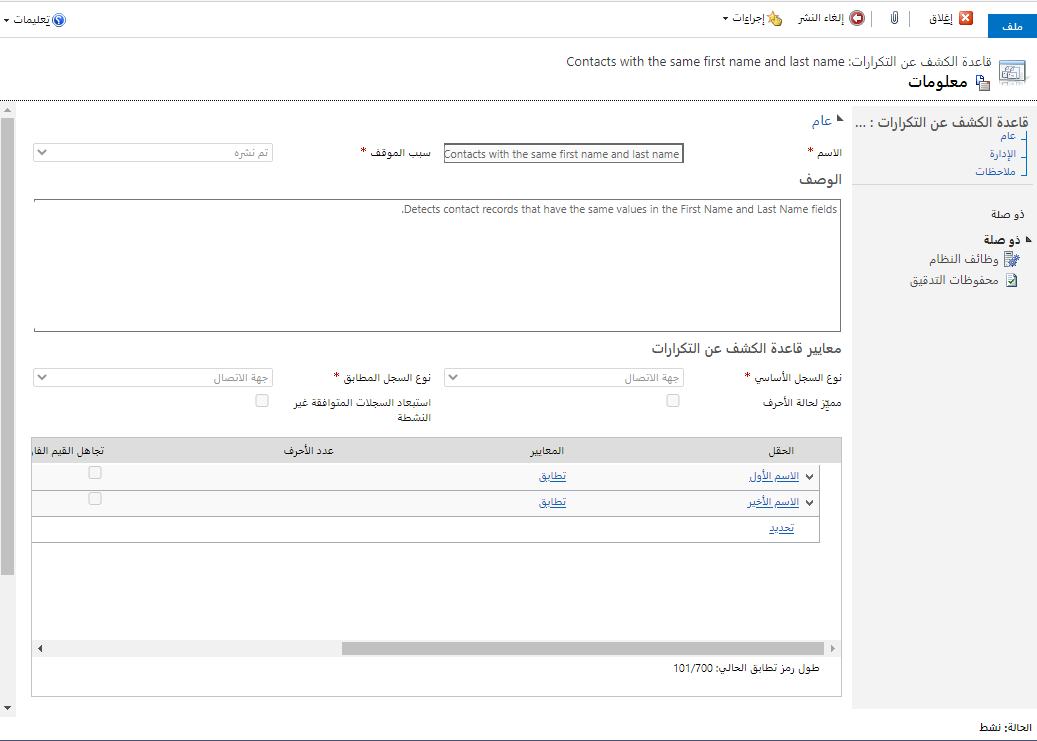 ملف
إغلاق
إلغاء النشر
إجراءات
تعليمات
قاعدة الكشف عن التكرارات: Contacts with the same first name and last name
معلومات
قاعدة الكشف عن التكرارات : ...
عام
الإدارة
ملاحظات
ذو صلة
ذو صلة
وظائف النظام
محفوظات التدقيق
عام
الاسم * Contacts with the same first name and last name
سبب الموقف * تم نشره
الوصف
Detects contact records that have the same values in the First Name and Last Name fields.
معايير قاعدة الكشف عن التكرارات
نوع السجل الأساسي * جهة الاتصال
نوع السجل المطابق * جهة الاتصال
مميّز لحالة الأحرف
استبعاد السجلات المتوافقة غير
النشطة
الحقل المعايير عدد الأحرف تجاهل القيم
الاسم الأول تطابق
الاسم الأخير تطابق
تحديد
طول رمز تطابق الحالي: 101/700
الحالة: نشط